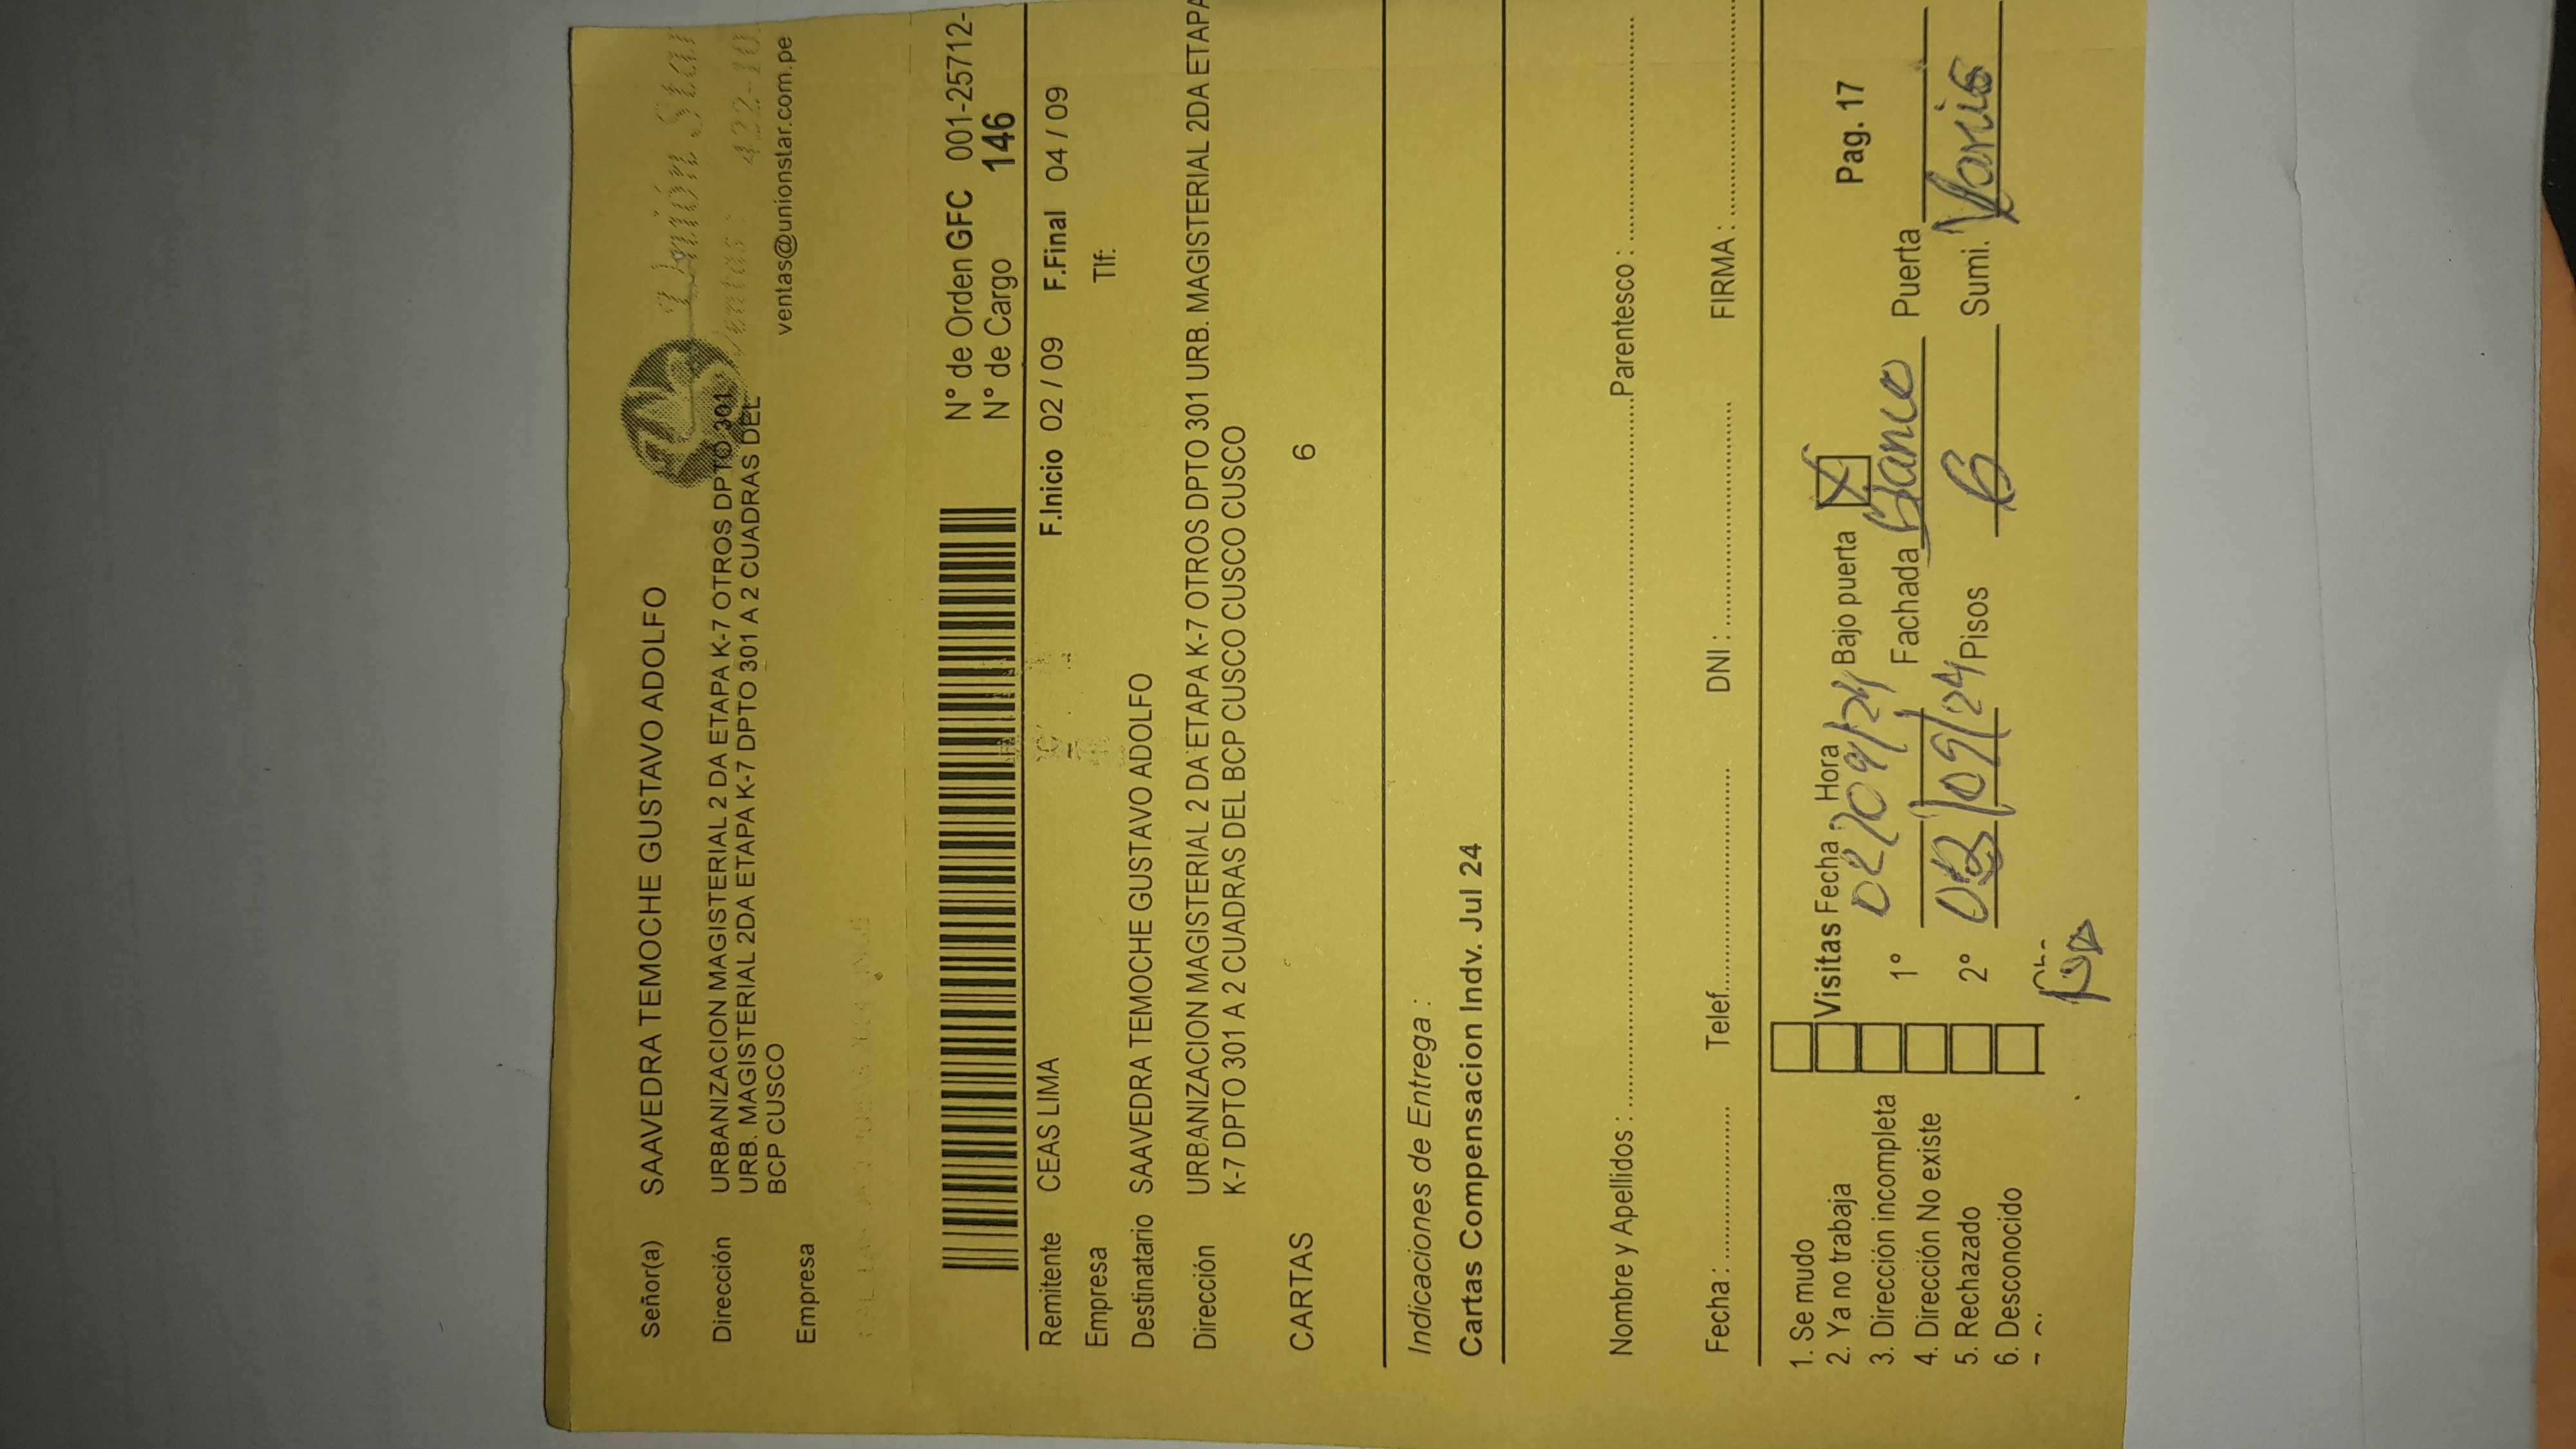 Señor(a) SAAVEDRA TEMOCHE GUSTAVO ADOLFO
Unión Star
Ventas: 422-10
ventas@unionstar.com.pe
Dirección URBANIZACION MAGISTERIAL 2 DA ETAPA K-7 OTROS DPTO 301
URB. MAGISTERIAL 2DA ETAPA K-7 DPTO 301 A 2 CUADRAS DEL
BCP CUSCO
Empresa
N° de Orden GFC 001-25712-
N° de Cargo 146
Remitente CEAS LIMA F.Inicio 02 / 09 F.Final 04 / 09
Empresa Tlf:
Destinatario SAAVEDRA TEMOCHE GUSTAVO ADOLFO
Dirección URBANIZACION MAGISTERIAL 2 DA ETAPA K-7 OTROS DPTO 301 URB. MAGISTERIAL 2DA ETAPA
K-7 DPTO 301 A 2 CUADRAS DEL BCP CUSCO CUSCO CUSCO
CARTAS 6
Indicaciones de Entrega :
Cartas Compensacion Indv. Jul 24
Nombre y Apellidos : Parentesco :
Fecha : Telef. DNI : FIRMA :
1. Se mudo
2. Ya no trabaja
3. Dirección incompleta
4. Dirección No existe
5. Rechazado
6. Desconocido
Visitas Fecha Hora Bajo puerta X Pag. 17
1° 02/09/24 Fachada Blanco Puerta
2° 03/09/24 Pisos 6 Sumi. Varios